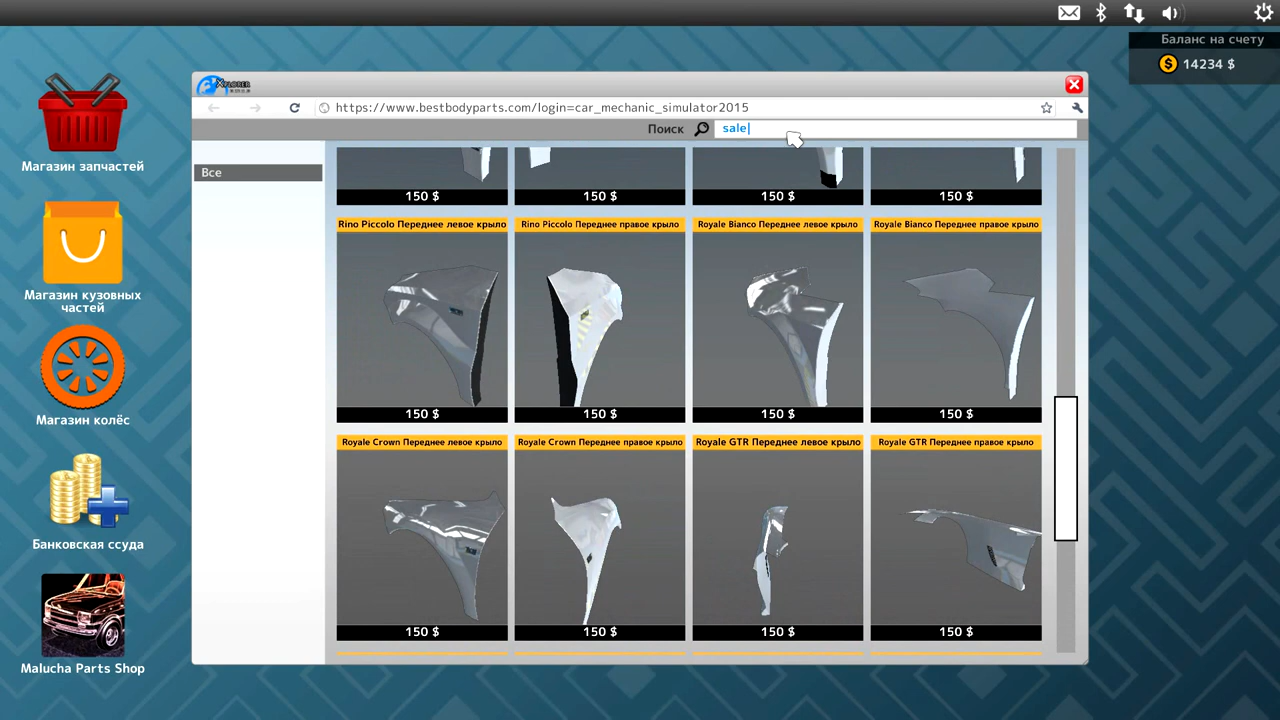 Баланс на счету
14234 $
XPLORER
https://www.bestbodyparts.com/login=car_mechanic_simulator2015
Поиск
sale
Все
Магазин запчастей
Магазин кузовных
частей
Магазин колёс
Банковская ссуда
Malucha Parts Shop
150 $
150 $
150 $
150 $
Rino Piccolo Переднее левое крыло
Rino Piccolo Переднее правое крыло
Royale Bianco Переднее левое крыло
Royale Bianco Переднее правое крыло
150 $
150 $
150 $
150 $
Royale Crown Переднее левое крыло
Royale Crown Переднее правое крыло
Royale GTR Переднее левое крыло
Royale GTR Переднее правое крыло
150 $
150 $
150 $
150 $